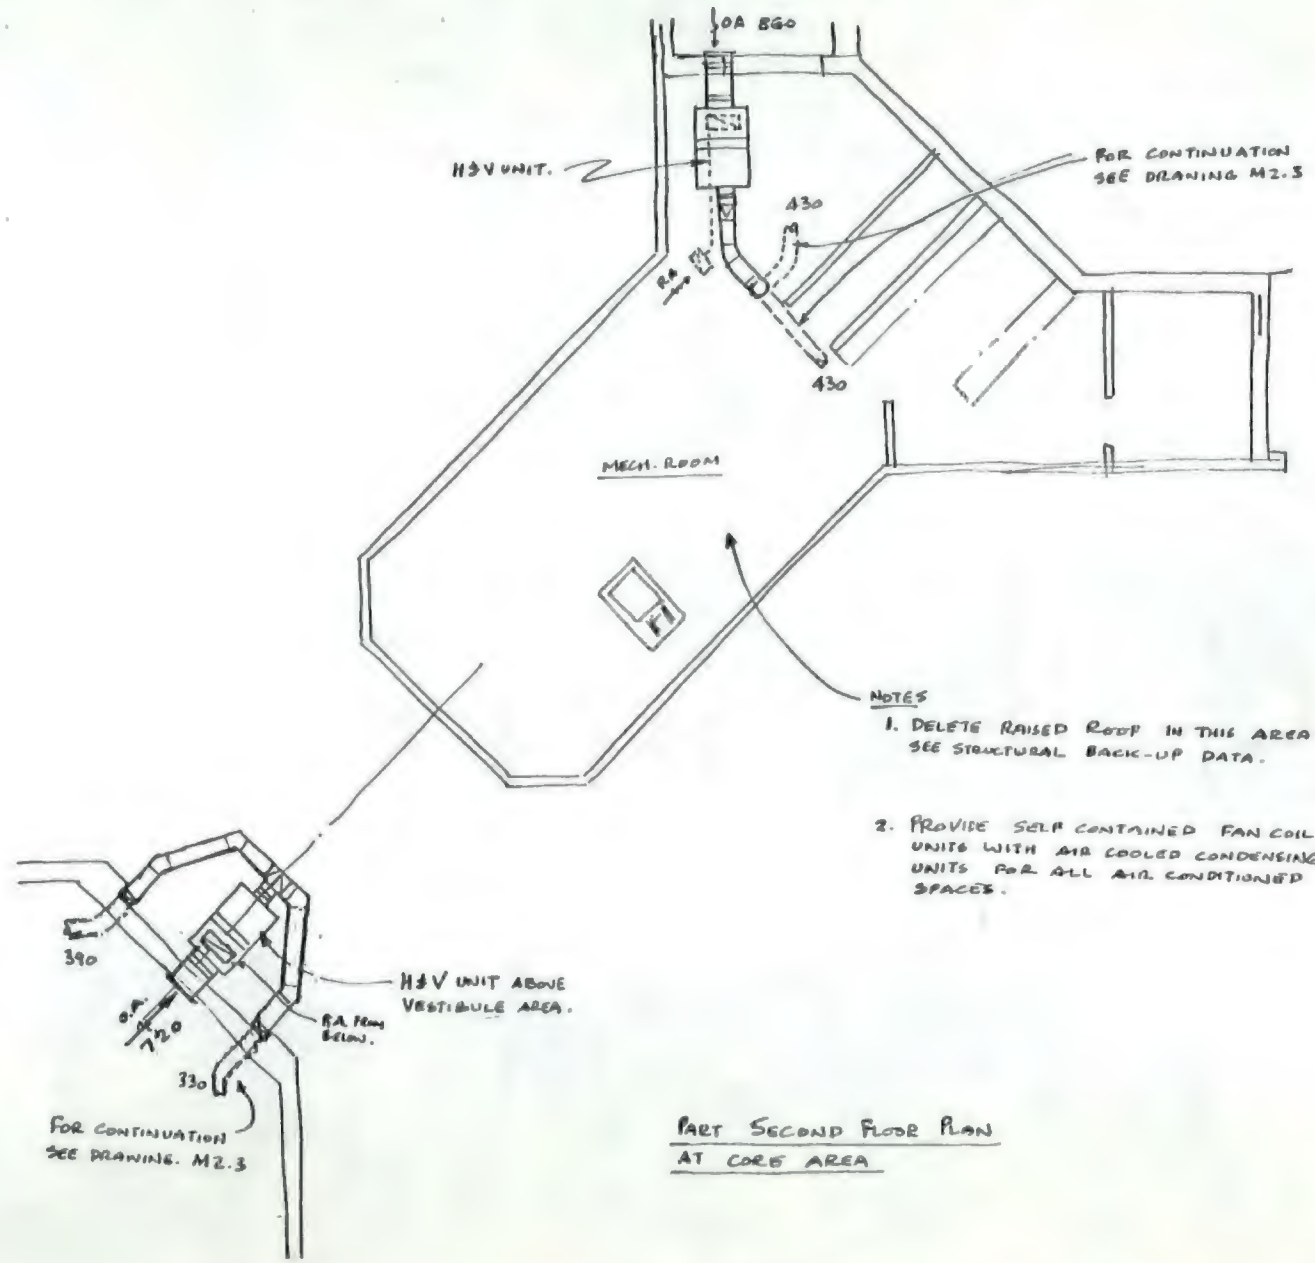 OA 860
H&V UNIT.
FOR CONTINUATION
SEE DRAWING M2.3
430
RA
430
MECH. ROOM
NOTES
1. DELETE RAISED ROOF IN THIS AREA
SEE STRUCTURAL BACK-UP DATA.
2. PROVIDE SELF CONTAINED FAN COIL
UNITS WITH AIR COOLED CONDENSING
UNITS FOR ALL AIR CONDITIONED
SPACES.
390
H&V UNIT ABOVE
VESTIBULE AREA.
O.A.
720
R.A. FROM
BELOW.
330
FOR CONTINUATION
SEE DRAWING. M2.3
PART SECOND FLOOR PLAN
AT CORE AREA